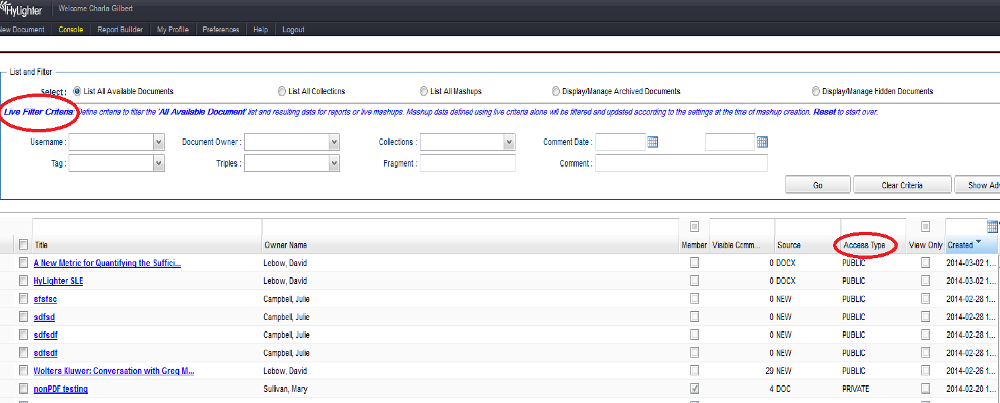 HyLighter Welcome Charla Gilbert
New Document Console Report Builder My Profile Preferences Help Logout
List and Filter
Select : List All Available Documents List All Collections List All Mashups Display/Manage Archived Documents Display/Manage Hidden Documents
Live Filter Criteria: Define criteria to filter the 'All Available Document' list and resulting data for reports or live mashups. Mashup data defined using live criteria alone will be filtered and updated according to the settings at the time of mashup creation. Reset to start over.
Username : Document Owner : Collections : Comment Date :
Tag : Triples : Fragment : Comment :
Go Clear Criteria Show Adv
Title Owner Name Member Visible Comm... Source Access Type View Only Created
A New Metric for Quantifying the Suffici... Lebow, David 0 DOCX PUBLIC 2014-03-02 1...
HyLighter SLE Lebow, David 0 DOCX PUBLIC 2014-03-02 1...
sfsfsc Campbell, Julie 0 NEW PUBLIC 2014-02-28 1...
sdfsd Campbell, Julie 0 NEW PUBLIC 2014-02-28 1...
sdfsdf Campbell, Julie 0 NEW PUBLIC 2014-02-28 1...
sdfsdf Campbell, Julie 0 NEW PUBLIC 2014-02-28 1...
Wolters Kluwer: Conversation with Greg M... Lebow, David 29 NEW PUBLIC 2014-02-26 1...
nonPDF testing Sullivan, Mary 4 DOC PRIVATE 2014-02-20 1...